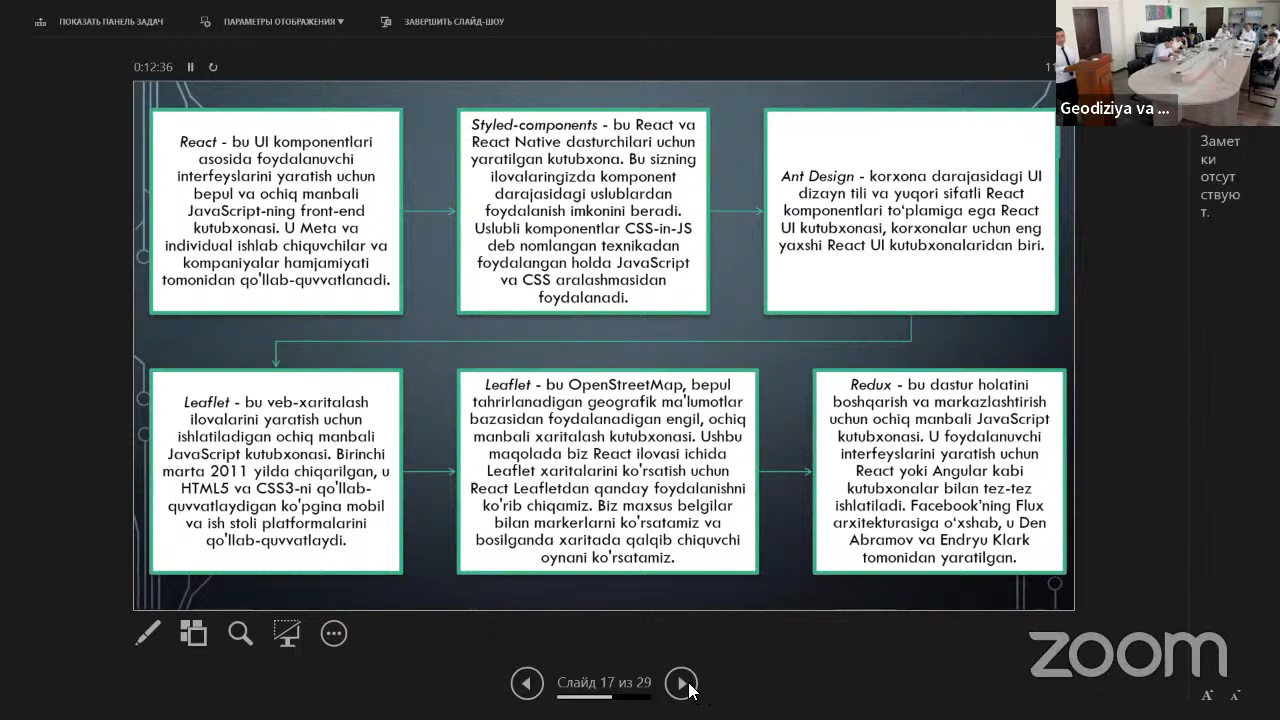 ПОКАЗАТЬ ПАНЕЛЬ ЗАДАЧ
ПАРАМЕТРЫ ОТОБРАЖЕНИЯ ▼
ЗАВЕРШИТЬ СЛАЙД-ШОУ
0:12:36
11
Geodiziya va ...
Замет
ки
отсут
ствую
т.
React - bu UI komponentlari
asosida foydalanuvchi
interfeyslarini yaratish uchun
bepul va ochiq manbali
JavaScript-ning front-end
kutubxonasi. U Meta va
individual ishlab chiquvchilar va
kompaniyalar hamjamiyati
tomonidan qo'llab-quvvatlanadi.
Styled-components - bu React va
React Native dasturchilari uchun
yaratilgan kutubxona. Bu sizning
ilovalaringizda komponent
darajasidagi uslublardan
foydalanish imkonini beradi.
Uslubli komponentlar CSS-in-JS
deb nomlangan texnikadan
foydalangan holda JavaScript
va CSS aralashmasidan
foydalanadi.
Ant Design - korxona darajasidagi UI
dizayn tili va yuqori sifatli React
komponentlari toʻplamiga ega React
UI kutubxonasi, korxonalar uchun eng
yaxshi React UI kutubxonalaridan biri.
Leaflet - bu veb-xaritalash
ilovalarini yaratish uchun
ishlatiladigan ochiq manbali
JavaScript kutubxonasi. Birinchi
marta 2011 yilda chiqarilgan, u
HTML5 va CSS3-ni qo'llab-
quvvatlaydigan ko'pgina mobil
va ish stoli platformalarini
qo'llab-quvvatlaydi.
Leaflet - bu OpenStreetMap, bepul
tahrirlanadigan geografik ma'lumotlar
bazasidan foydalanadigan engil, ochiq
manbali xaritalash kutubxonasi. Ushbu
maqolada biz React ilovasi ichida
Leaflet xaritalarini ko'rsatish uchun
React Leafletdan qanday foydalanishni
ko'rib chiqamiz. Biz maxsus belgilar
bilan markerlarni ko'rsatamiz va
bosilganda xaritada qalqib chiquvchi
oynani ko'rsatamiz.
Redux - bu dastur holatini
boshqarish va markazlashtirish
uchun ochiq manbali JavaScript
kutubxonasi. U foydalanuvchi
interfeyslarini yaratish uchun
React yoki Angular kabi
kutubxonalar bilan tez-tez
ishlatiladi. Facebook'ning Flux
arxitekturasiga oʻxshab, u Den
Abramov va Endryu Klark
tomonidan yaratilgan.
Слайд 17 из 29
zoom
A A